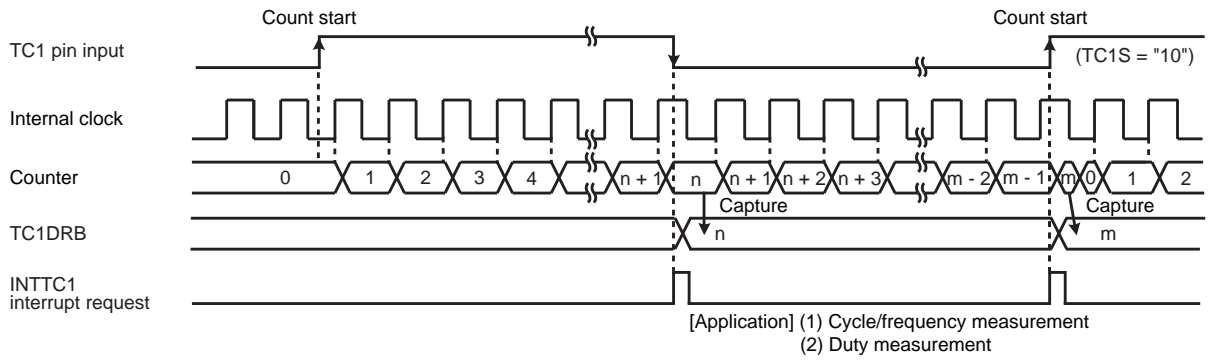 Count start Count start
TC1 pin input
(TC1S = "10")
Internal clock
Counter 0 1 2 3 4 n + 1 n n + 1 n + 2 n + 3 m - 2 m - 1 m 0 1 2
Capture Capture
TC1DRB n m
INTTC1
interrupt request
[Application] (1) Cycle/frequency measurement
(2) Duty measurement